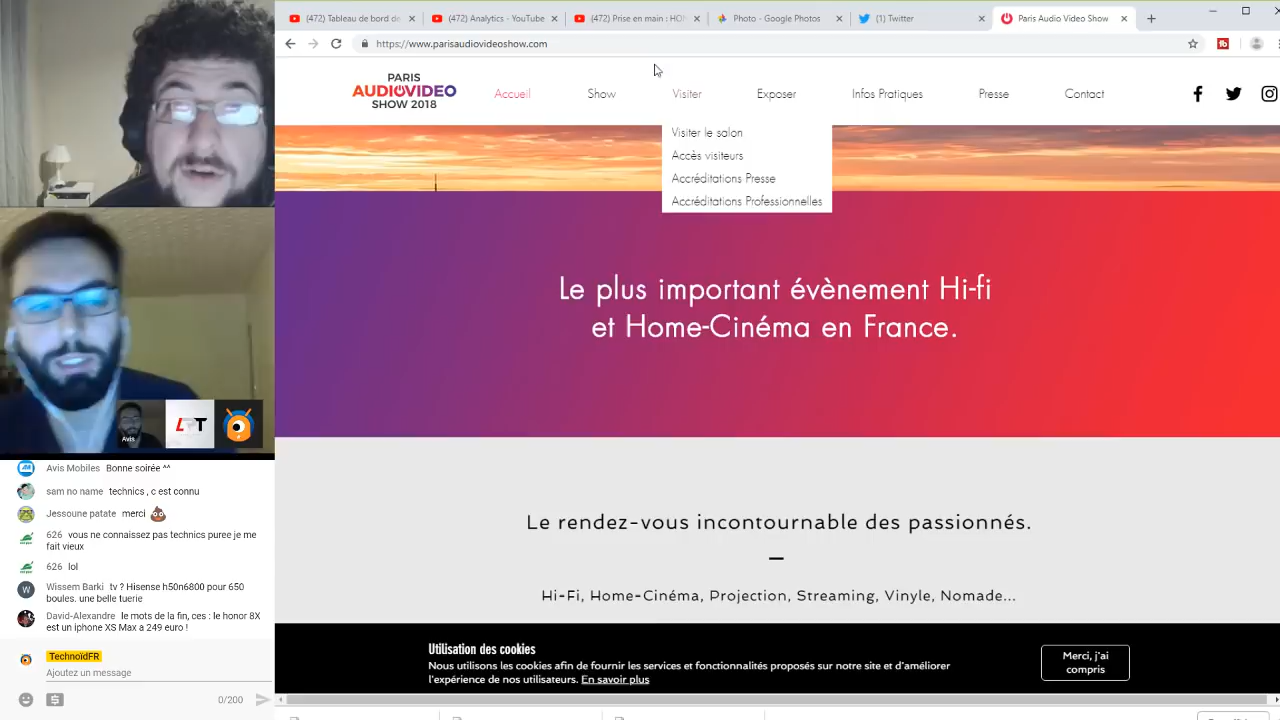 (472) Tableau de bord de
(472) Analytics - YouTube
(472) Prise en main : HON
Photo - Google Photos
(1) Twitter
Paris Audio Video Show
https://www.parisaudiovideoshow.com
PARIS
AUDIOVIDEO
SHOW 2018
Accueil
Show
Visiter
Exposer
Infos Pratiques
Presse
Contact
Visiter le salon
Accès visiteurs
Accréditations Presse
Accréditations Professionnelles
Le plus important évènement Hi-fi
et Home-Cinéma en France.
Le rendez-vous incontournable des passionnés.
Hi-Fi, Home-Cinéma, Projection, Streaming, Vinyle, Nomade...
Utilisation des cookies
Nous utilisons les cookies afin de fournir les services et fonctionnalités proposés sur notre site et d'améliorer
l'expérience de nos utilisateurs. En savoir plus
Merci, j'ai
compris
Avis
Avis Mobiles Bonne soirée ^^
sam no name technics , c est connu
Jessoune patate merci
626 vous ne connaissez pas technics puree je me
fait vieux
626 lol
W
Wissem Barki tv ? Hisense h50n6800 pour 650
boules. une belle tuerie
David-Alexandre le mots de la fin, ces : le honor 8X
est un iphone XS Max a 249 euro !
TechnoïdFR
Ajoutez un message
0/200